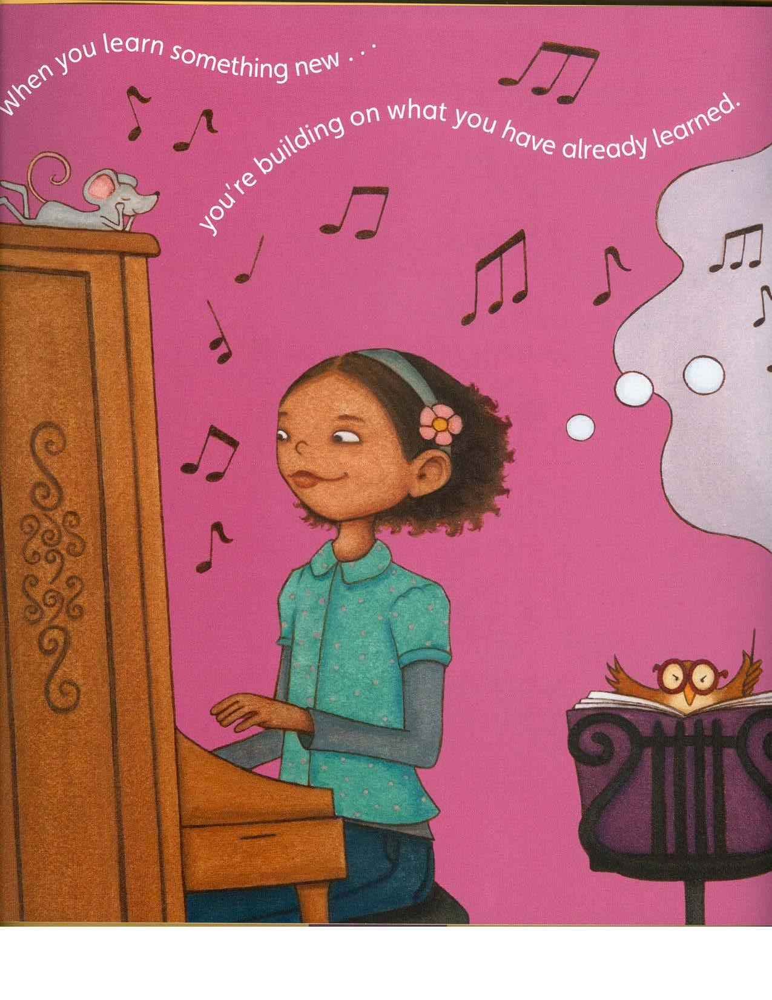 When you learn something new . . .
you're building on what you have already learned.